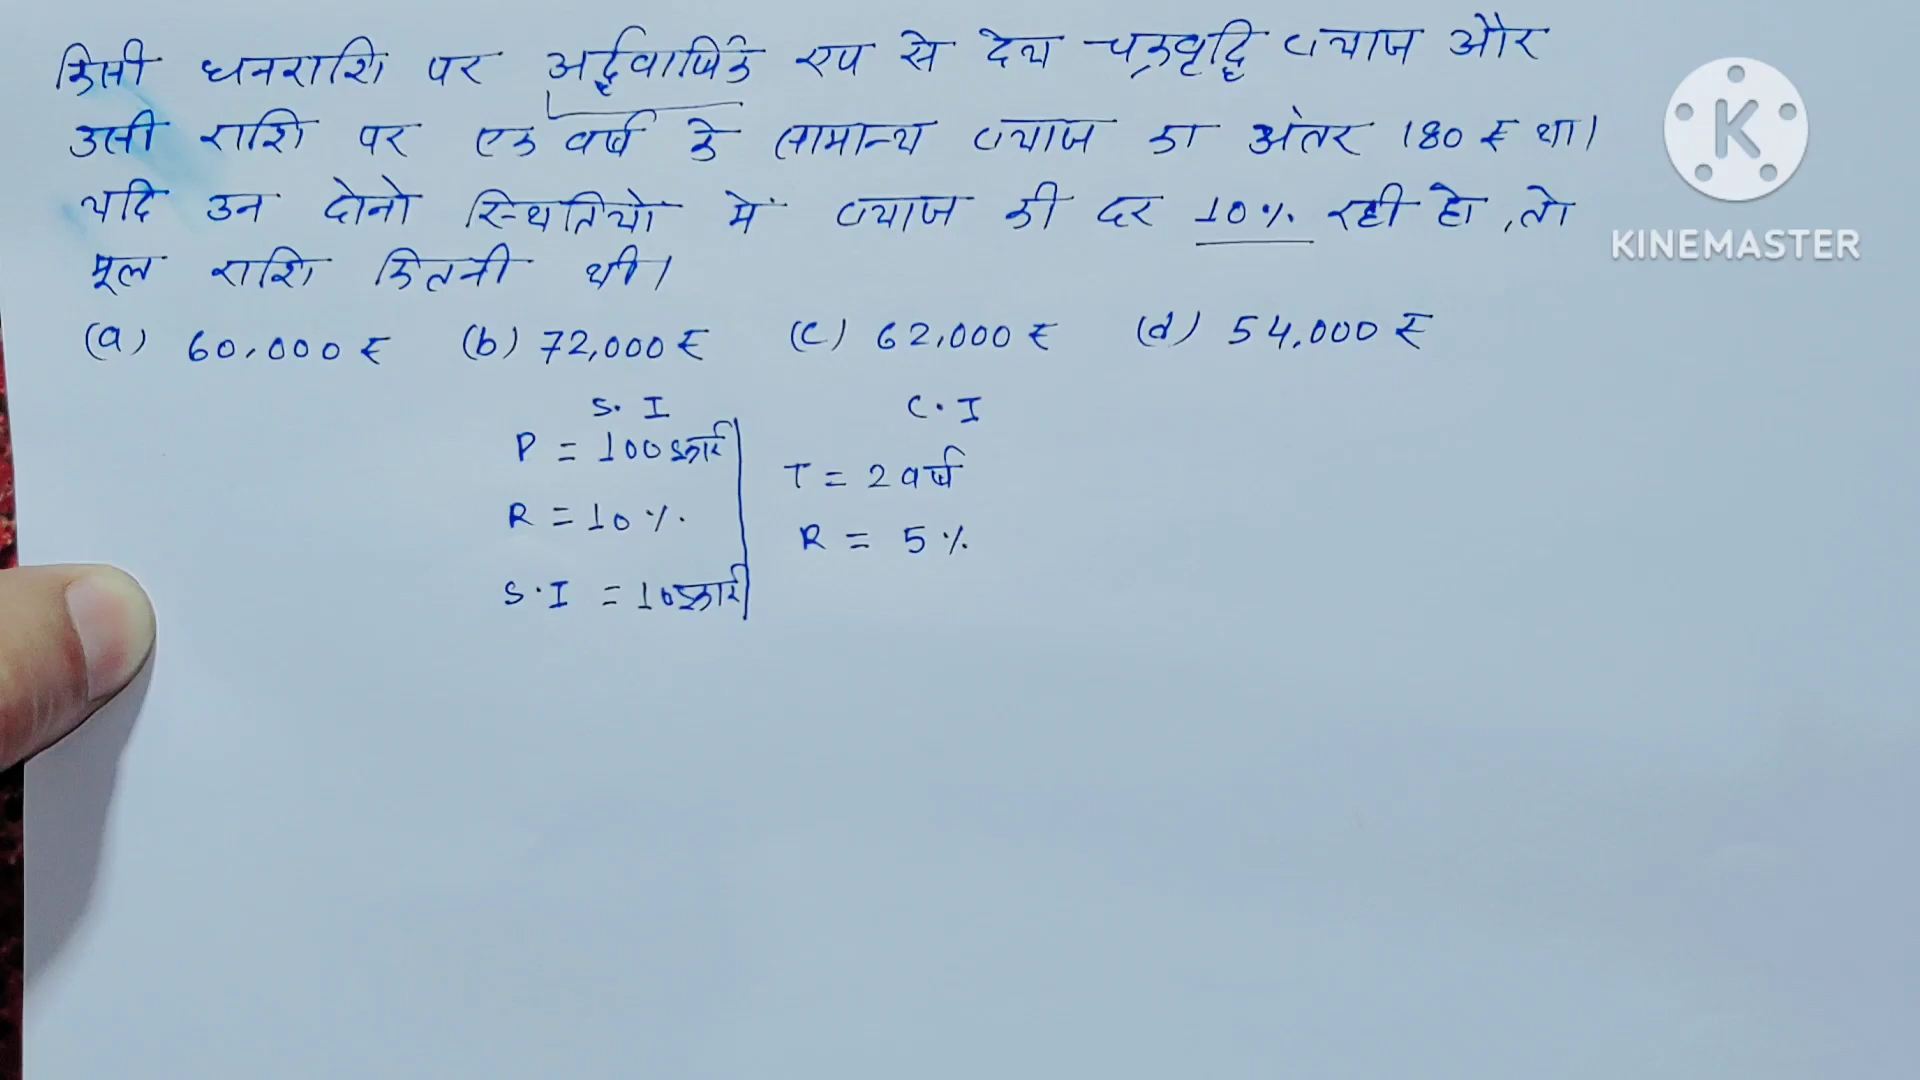 किसी धनराशि पर अर्द्धवार्षिक रूप से देय चक्रवृद्धि ब्याज और
उसी राशि पर एक वर्ष के सामान्य ब्याज का अंतर 180 ₹ था।
यदि उन दोनो स्थितियों में ब्याज की दर 10% रही हो, तो
मूल राशि कितनी थी।
(a) 60,000 ₹ (b) 72,000 ₹ (c) 62,000 ₹ (d) 54,000 ₹
S.I C.I
P = 100 इकाई T = 2 वर्ष
R = 10% R = 5%
S.I = 10 इकाई
K
KINEMASTER